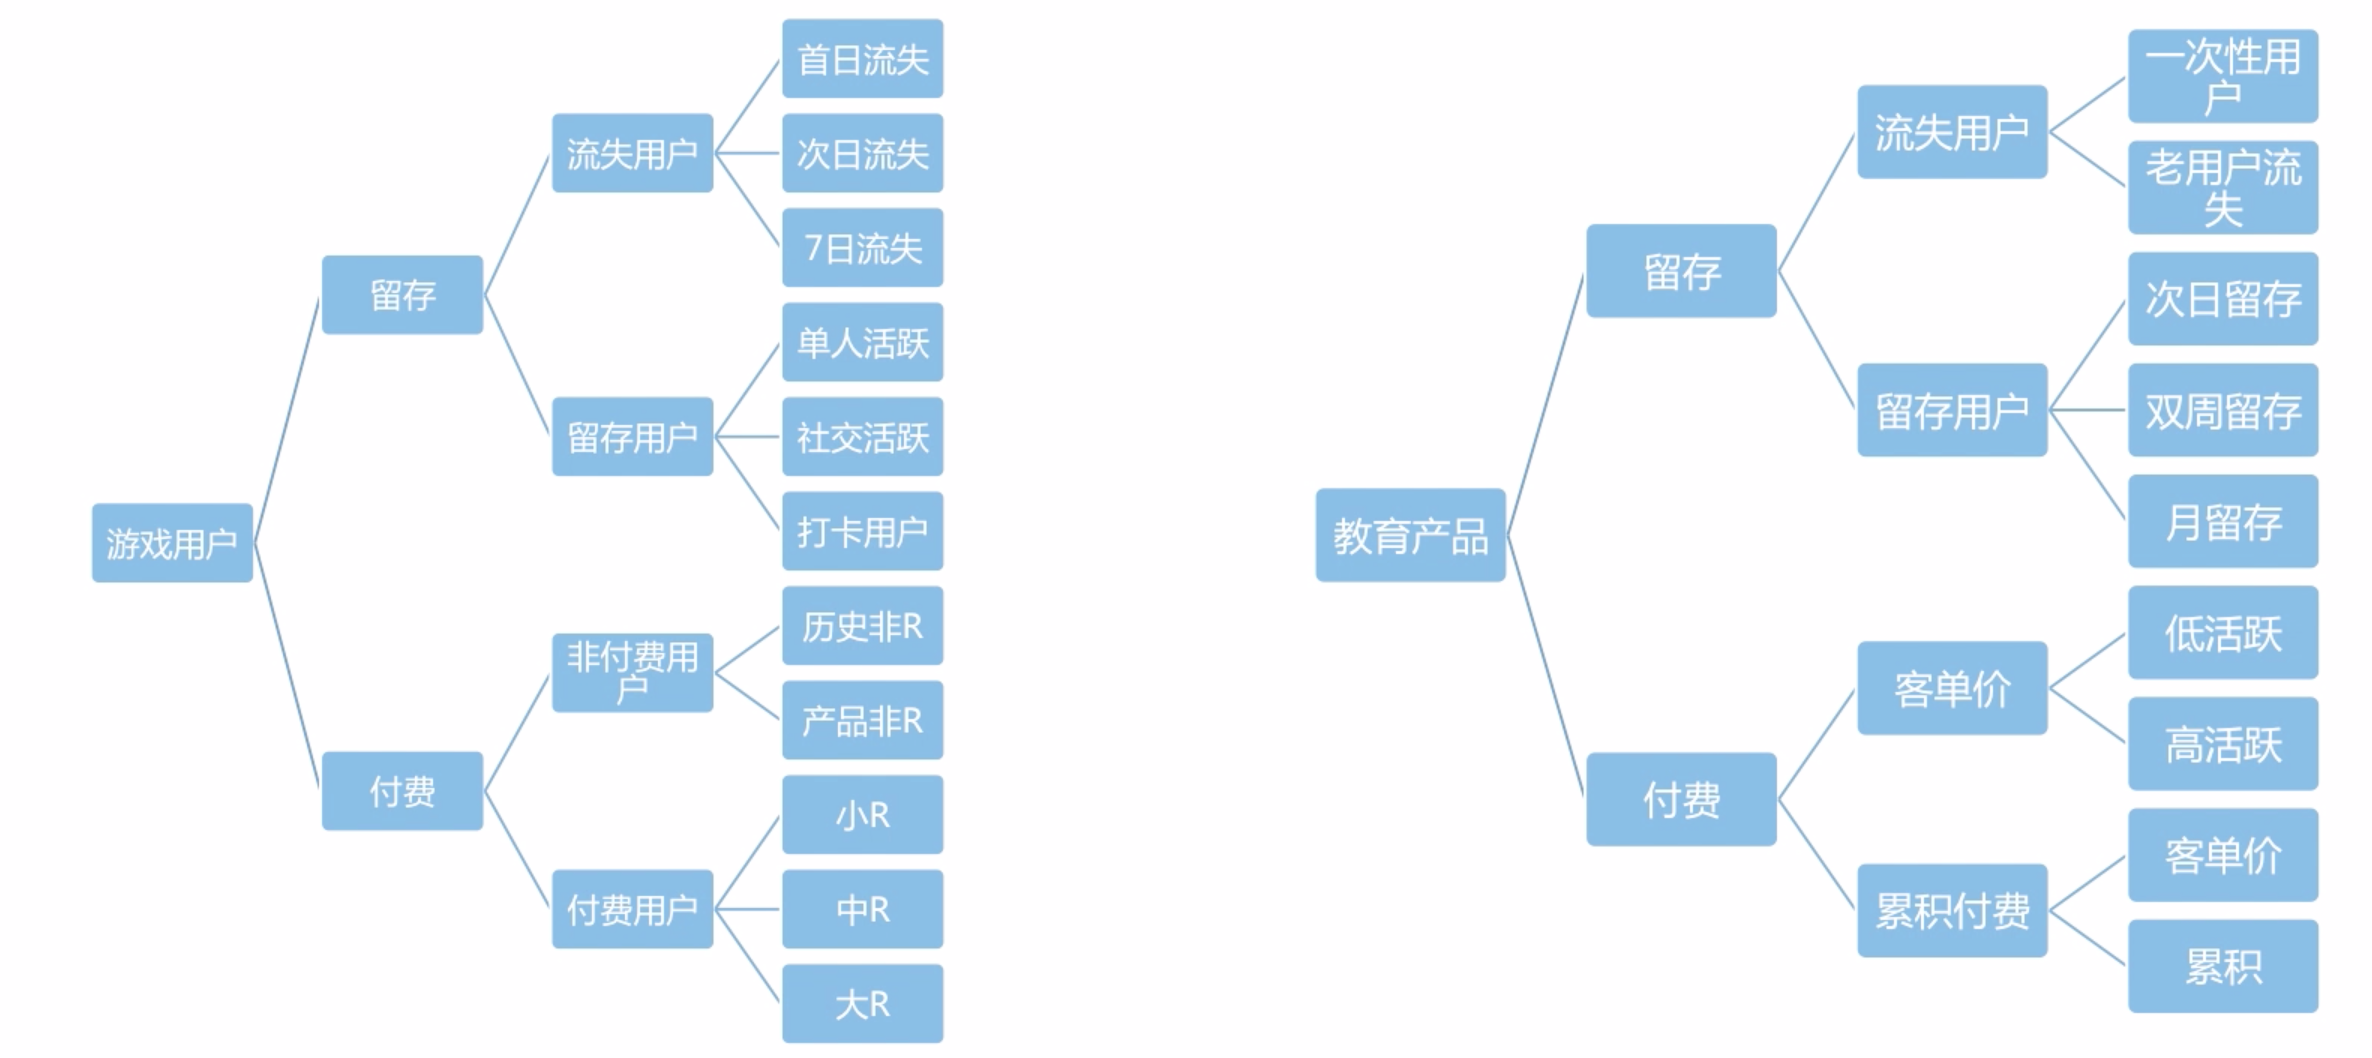 游戏用户
留存
流失用户
首日流失
次日流失
7日流失
留存用户
单人活跃
社交活跃
打卡用户
付费
非付费用
户
历史非R
产品非R
付费用户
小R
中R
大R
教育产品
留存
流失用户
一次性用
户
老用户流
失
留存用户
次日留存
双周留存
月留存
付费
客单价
低活跃
高活跃
累积付费
客单价
累积